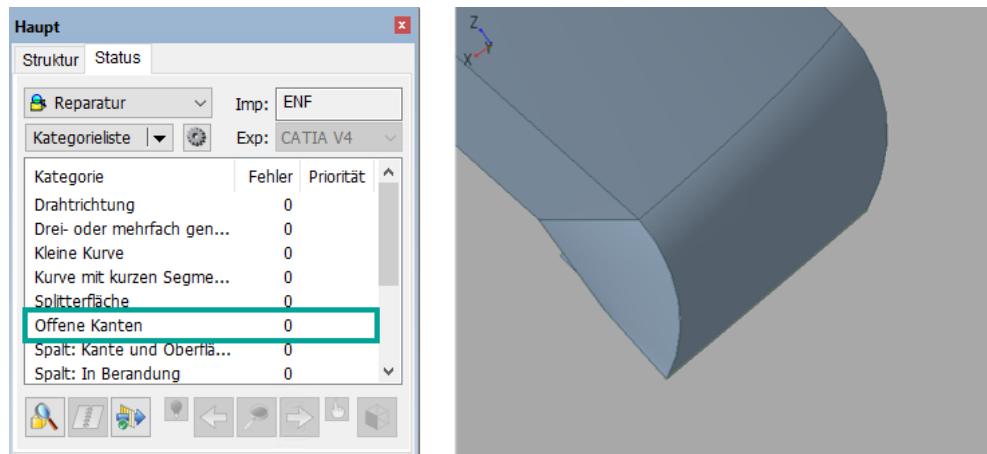 Haupt
Struktur Status
Reparatur Imp: ENF
Kategorieliste Exp: CATIA V4
Kategorie Fehler Priorität
Drahtrichtung 0
Drei- oder mehrfach gen... 0
Kleine Kurve 0
Kurve mit kurzen Segme... 0
Splitterfläche 0
Offene Kanten 0
Spalt: Kante und Oberflä... 0
Spalt: In Berandung 0
Z
Y
X